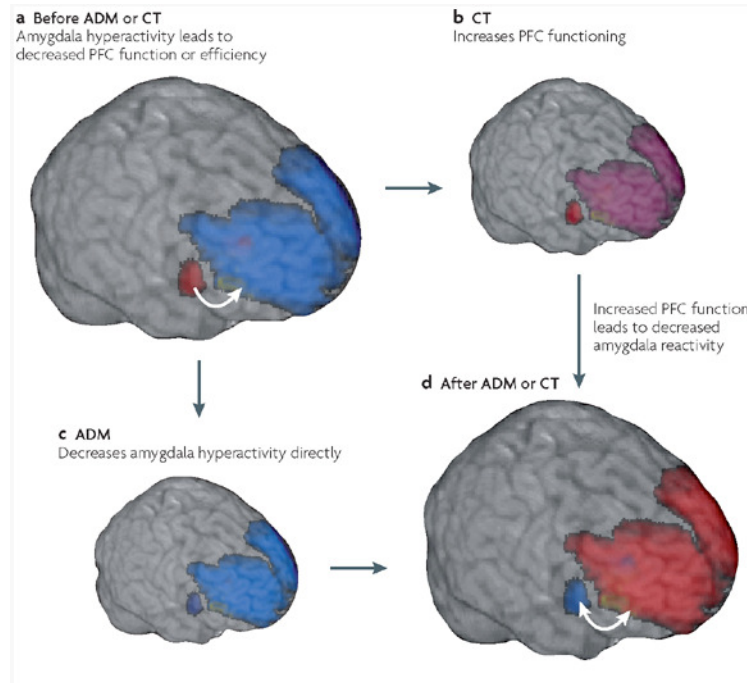 a Before ADM or CT
Amygdala hyperactivity leads to
decreased PFC function or efficiency
b CT
Increases PFC functioning
Increased PFC function
leads to decreased
amygdala reactivity
c ADM
Decreases amygdala hyperactivity directly
d After ADM or CT